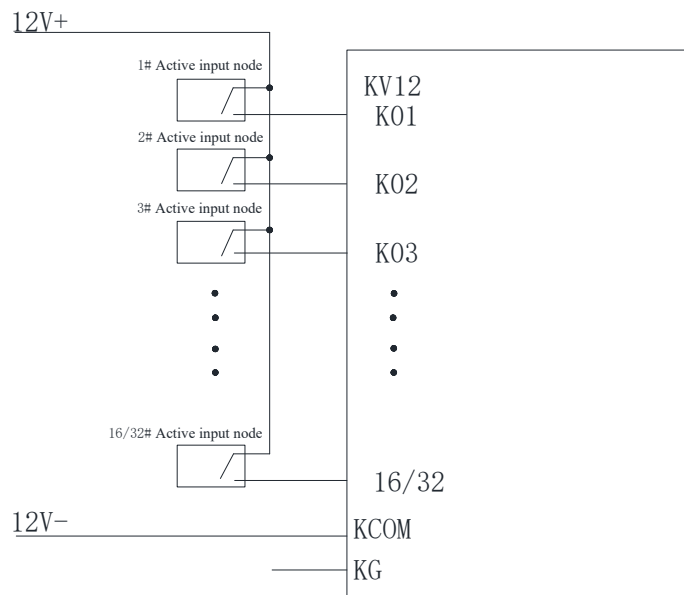 12V+
1# Active input node
KV12
K01
2# Active input node
K02
3# Active input node
K03
16/32# Active input node
16/32
12V-
KCOM
KG